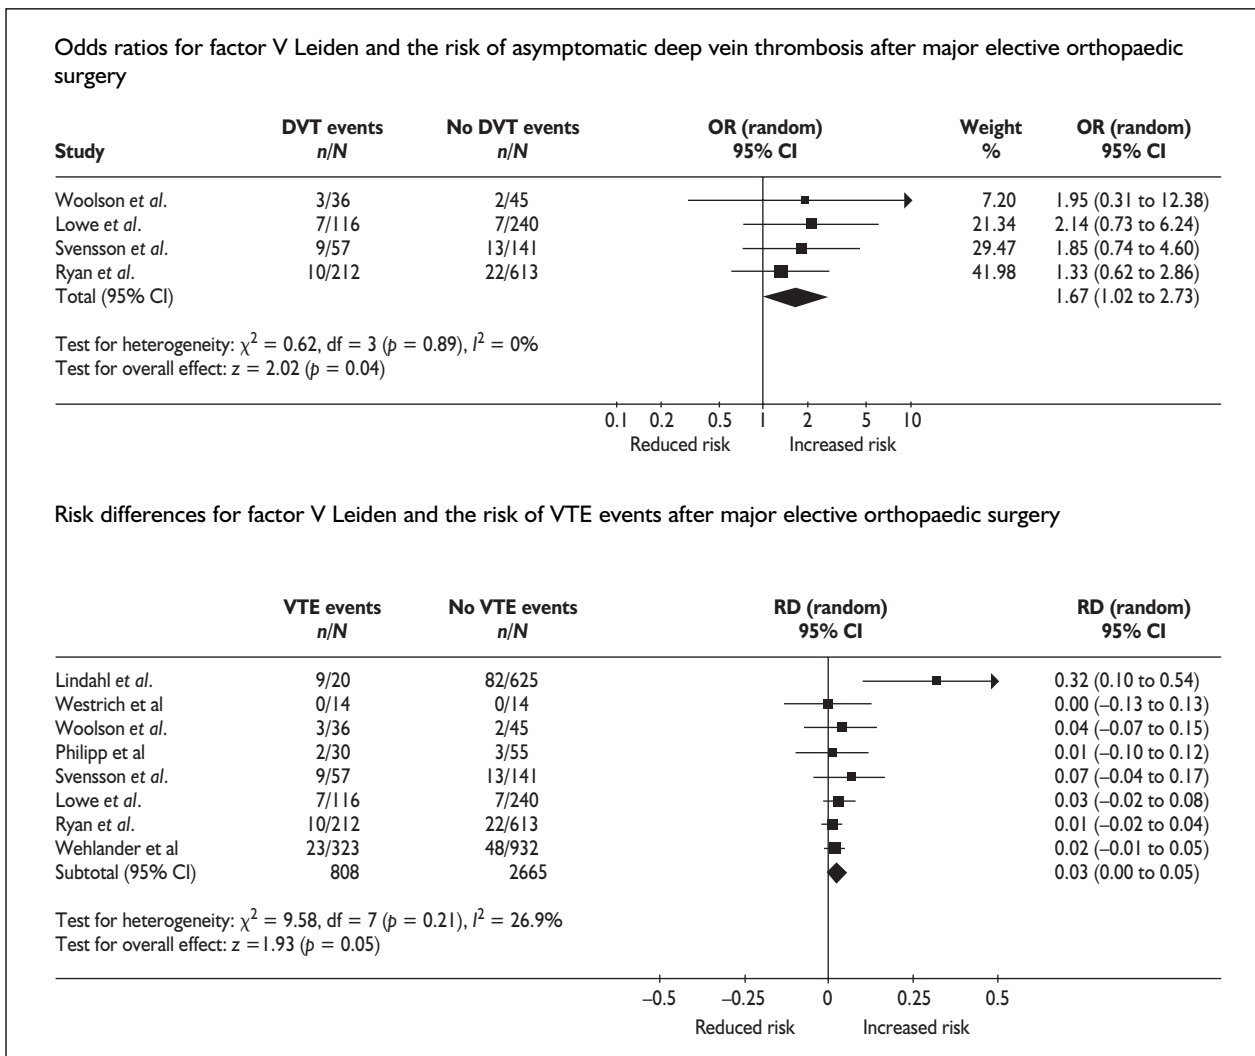 Odds ratios for factor V Leiden and the risk of asymptomatic deep vein thrombosis after major elective orthopaedic
surgery
DVT events No DVT events OR (random) Weight OR (random)
Study n/N n/N 95% CI % 95% CI
Woolson et al. 3/36 2/45 7.20 1.95 (0.31 to 12.38)
Lowe et al. 7/116 7/240 21.34 2.14 (0.73 to 6.24)
Svensson et al. 9/57 13/141 29.47 1.85 (0.74 to 4.60)
Ryan et al. 10/212 22/613 41.98 1.33 (0.62 to 2.86)
Total (95% CI) 1.67 (1.02 to 2.73)
Test for heterogeneity: χ² = 0.62, df = 3 (p = 0.89), I² = 0%
Test for overall effect: z = 2.02 (p = 0.04)
0.1 0.2 0.5 1 2 5 10
Reduced risk Increased risk
Risk differences for factor V Leiden and the risk of VTE events after major elective orthopaedic surgery
VTE events No VTE events RD (random) RD (random)
n/N n/N 95% CI 95% CI
Lindahl et al. 9/20 82/625 0.32 (0.10 to 0.54)
Westrich et al 0/14 0/14 0.00 (–0.13 to 0.13)
Woolson et al. 3/36 2/45 0.04 (–0.07 to 0.15)
Philipp et al 2/30 3/55 0.01 (–0.10 to 0.12)
Svensson et al. 9/57 13/141 0.07 (–0.04 to 0.17)
Lowe et al. 7/116 7/240 0.03 (–0.02 to 0.08)
Ryan et al. 10/212 22/613 0.01 (–0.02 to 0.04)
Wehlander et al 23/323 48/932 0.02 (–0.01 to 0.05)
Subtotal (95% CI) 808 2665 0.03 (0.00 to 0.05)
Test for heterogeneity: χ² = 9.58, df = 7 (p = 0.21), I² = 26.9%
Test for overall effect: z =1.93 (p = 0.05)
–0.5 –0.25 0 0.25 0.5
Reduced risk Increased risk